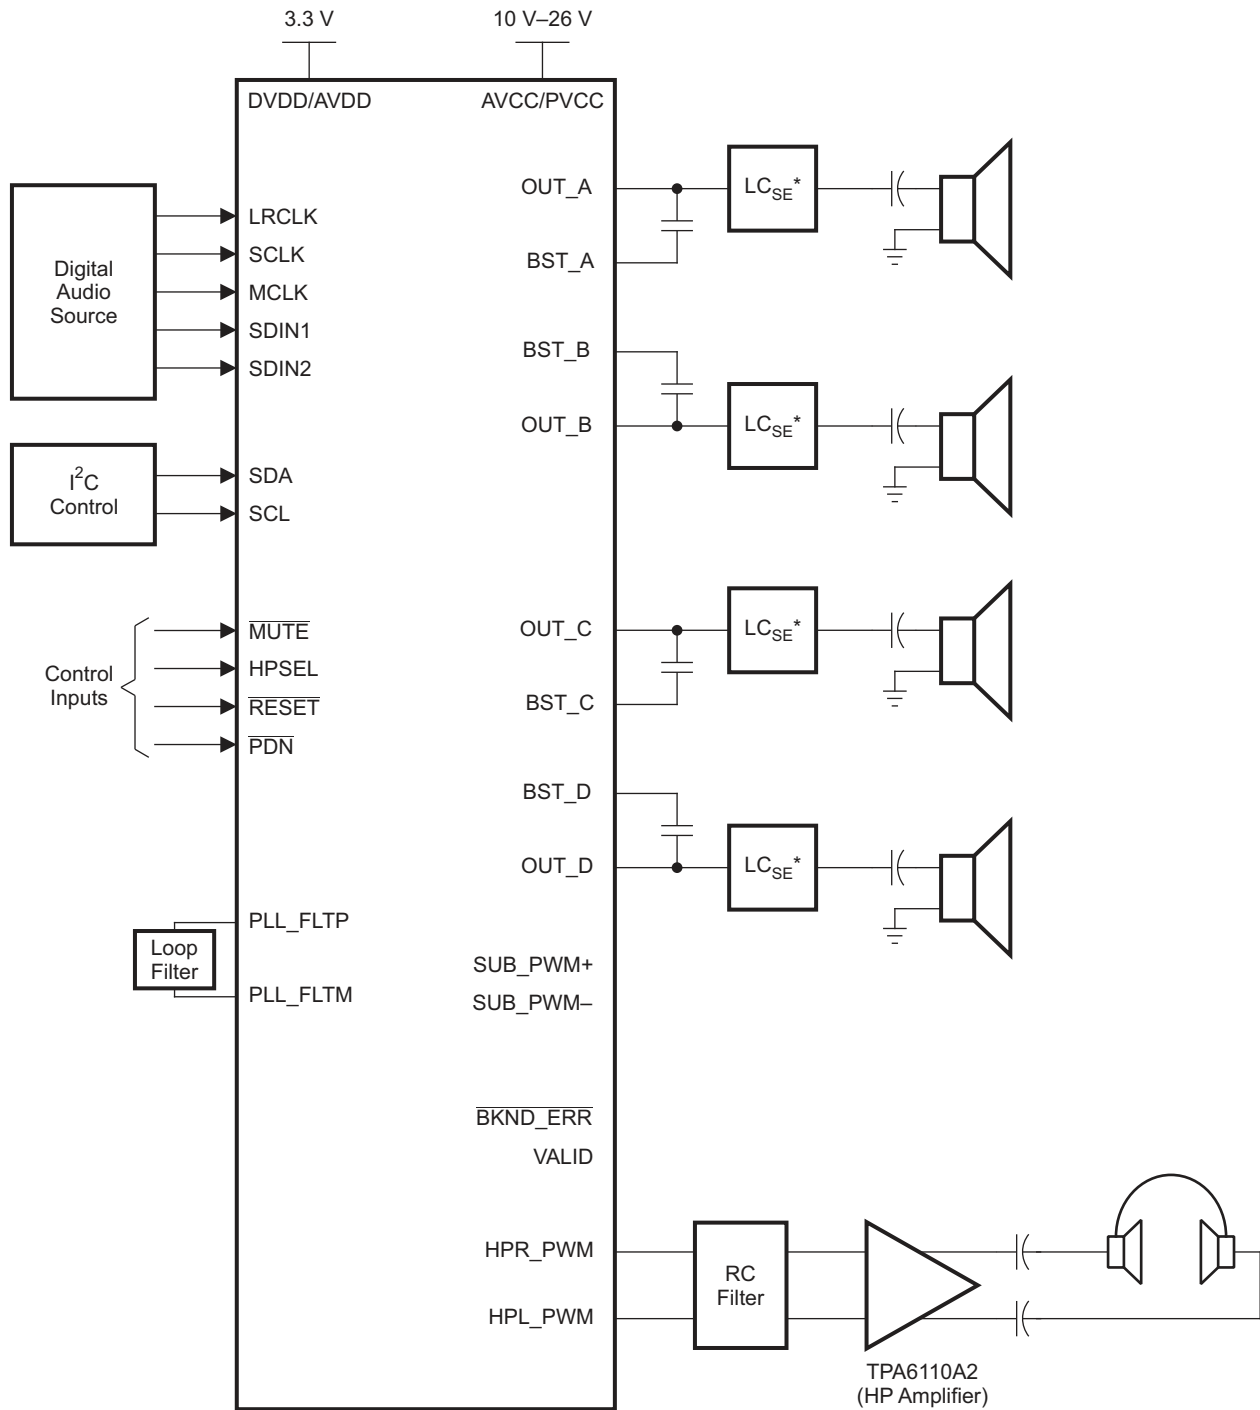 3.3 V
10 V–26 V
DVDD/AVDD
AVCC/PVCC
Digital
Audio
Source
LRCLK
SCLK
MCLK
SDIN1
SDIN2
I2C
Control
SDA
SCL
Control
Inputs
MUTE
HPSEL
RESET
PDN
Loop
Filter
PLL_FLTP
PLL_FLTM
OUT_A
LCSE*
BST_A
BST_B
OUT_B
LCSE*
OUT_C
LCSE*
BST_C
BST_D
OUT_D
LCSE*
SUB_PWM+
SUB_PWM–
BKND_ERR
VALID
HPR_PWM
HPL_PWM
RC
Filter
TPA6110A2
(HP Amplifier)